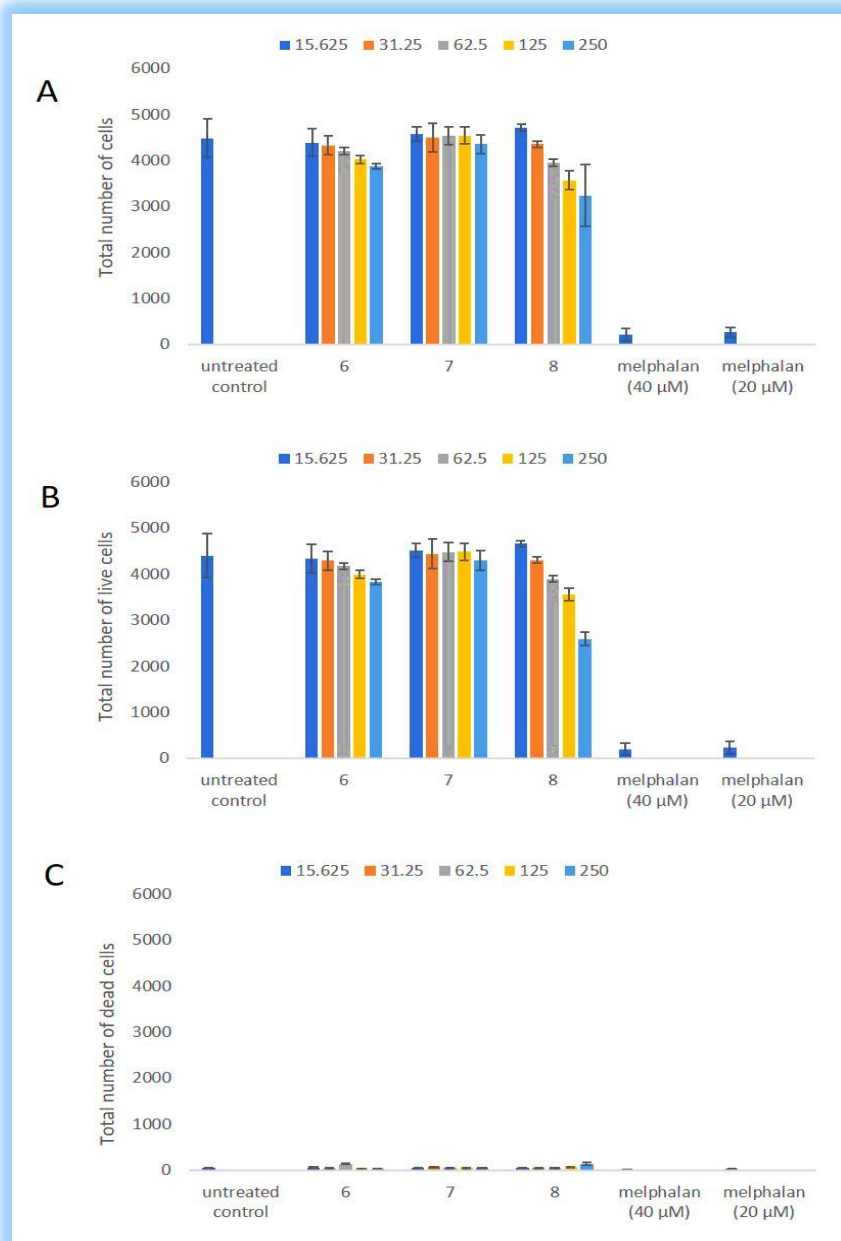 15.625 31.25 62.5 125 250
A
6000
5000
4000
3000
2000
1000
0
Total number of cells
untreated control 6 7 8 melphalan (40 µM) melphalan (20 µM)
15.625 31.25 62.5 125 250
B
6000
5000
4000
3000
2000
1000
0
Total number of live cells
untreated control 6 7 8 melphalan (40 µM) melphalan (20 µM)
15.625 31.25 62.5 125 250
C
6000
5000
4000
3000
2000
1000
0
Total number of dead cells
untreated control 6 7 8 melphalan (40 µM) melphalan (20 µM)